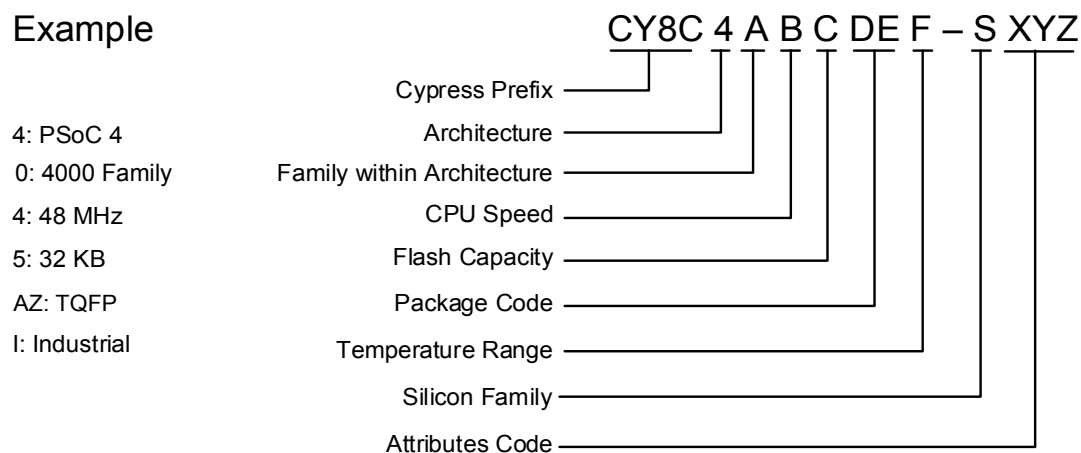 Example CY8C 4 A B C DE F – S XYZ
Cypress Prefix
4: PSoC 4 Architecture
0: 4000 Family Family within Architecture
4: 48 MHz CPU Speed
5: 32 KB Flash Capacity
AZ: TQFP Package Code
I: Industrial Temperature Range
Silicon Family
Attributes Code